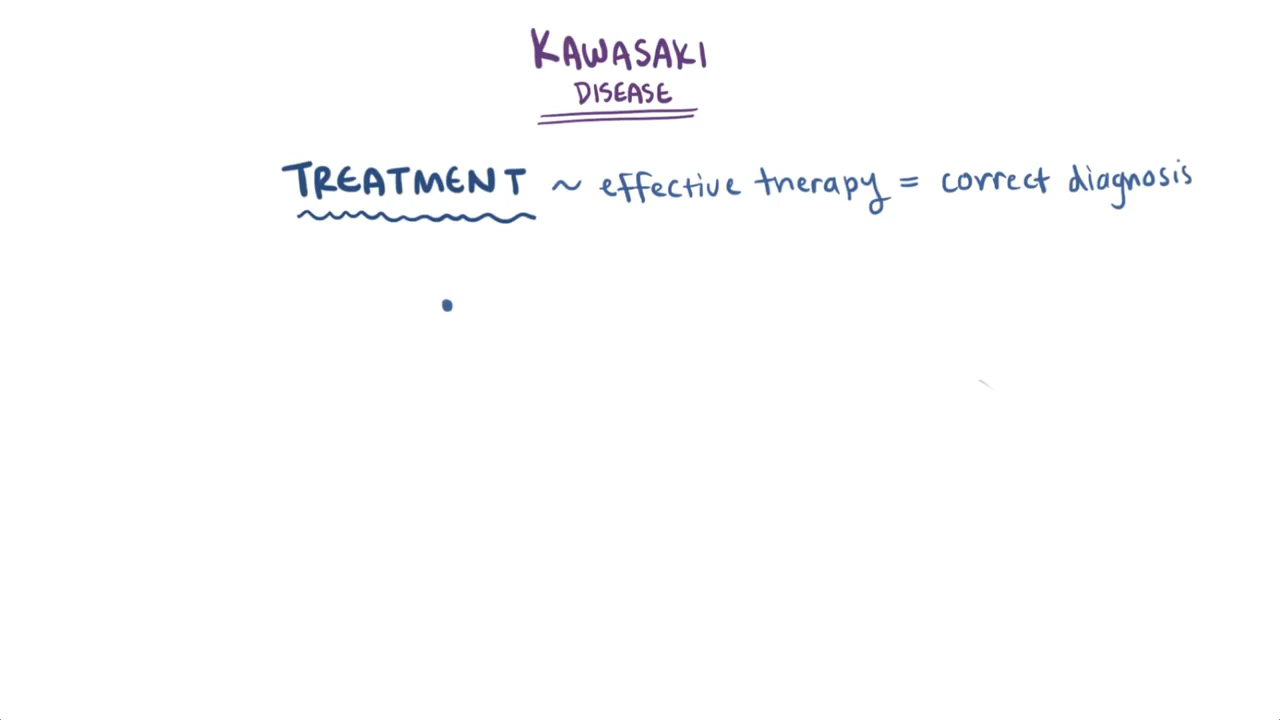 KAWASAKI
DISEASE
TREATMENT ~ effective therapy = correct diagnosis
•